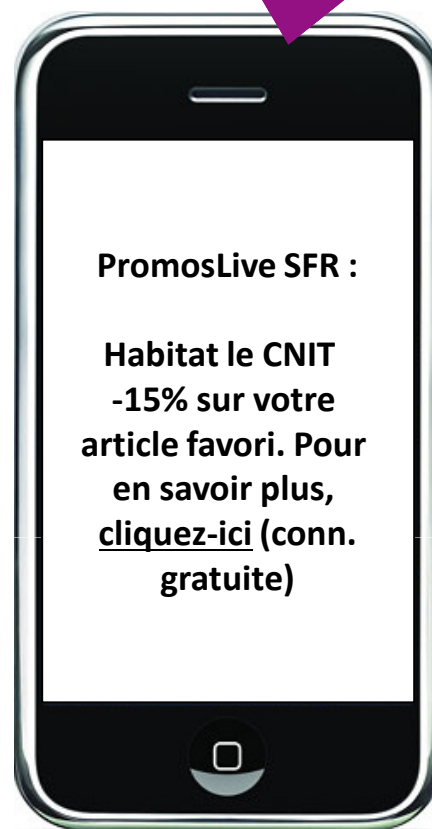 PromosLive SFR :
Habitat le CNIT
-15% sur votre
article favori. Pour
en savoir plus,
cliquez-ici (conn.
gratuite)